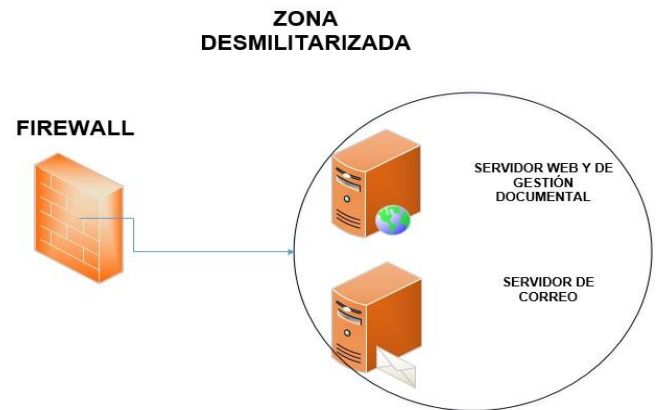 ZONA
DESMILITARIZADA
FIREWALL
SERVIDOR WEB Y DE
GESTIÓN
DOCUMENTAL
SERVIDOR DE
CORREO